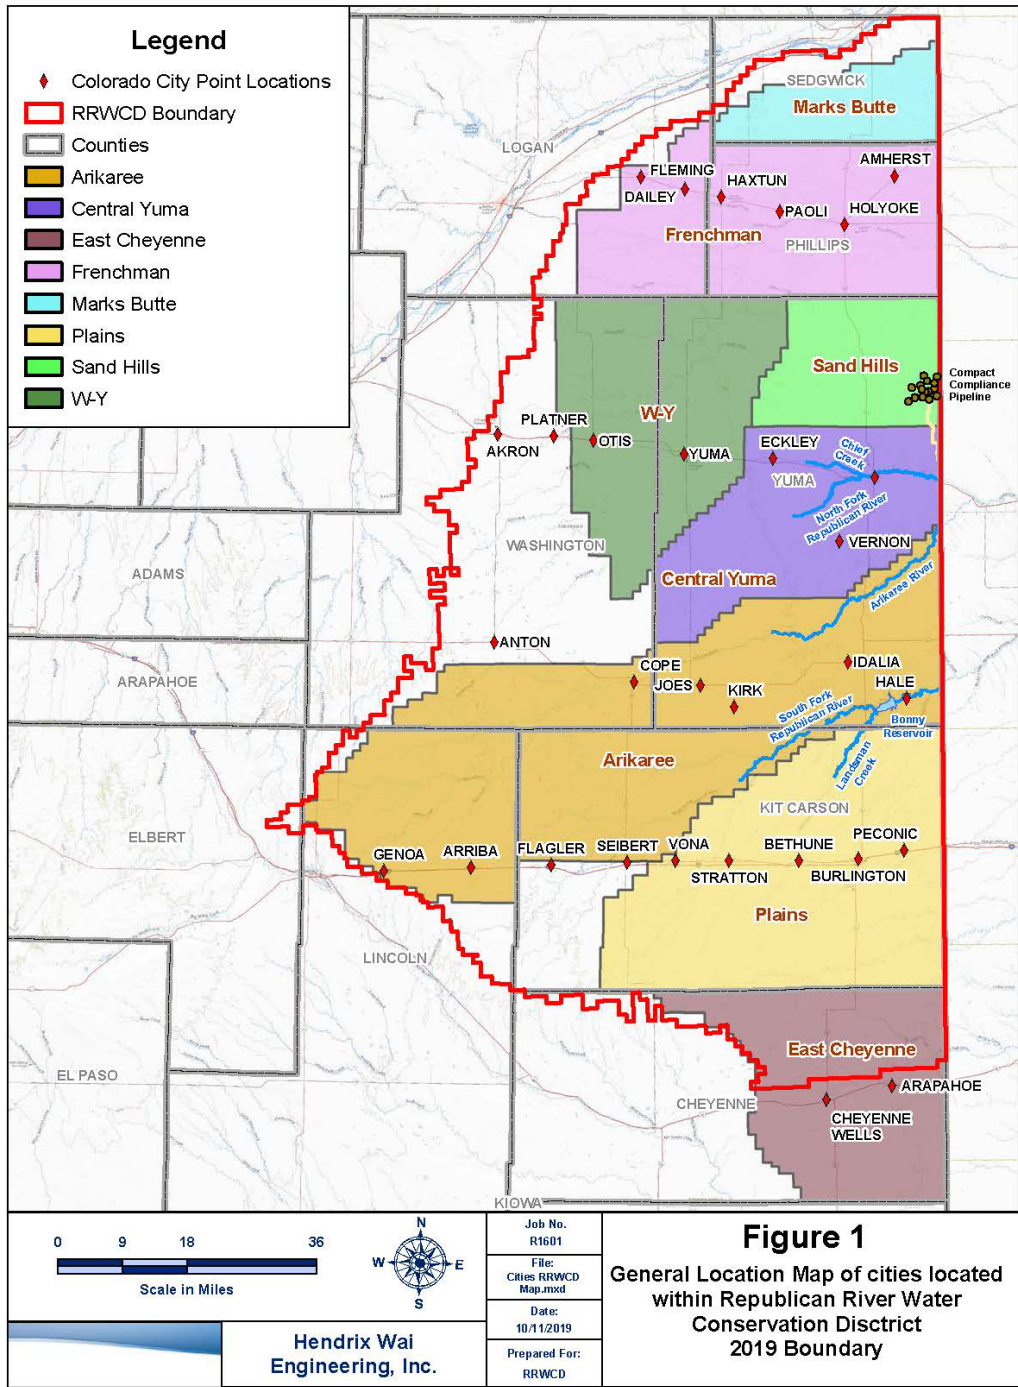 Legend
Colorado City Point Locations
RRWCD Boundary
Counties
Arikaree
Central Yuma
East Cheyenne
Frenchman
Marks Butte
Plains
Sand Hills
W-Y
SEDGWICK
Marks Butte
LOGAN
AMHERST
FLEMING
HAXTUN
DAILEY
PAOLI
HOLYOKE
Frenchman
PHILLIPS
Sand Hills
Compact
Compliance
Pipeline
W-Y
PLATNER
AKRON
OTIS
YUMA
ECKLEY
Chief
Creek
YUMA
North Fork
Republican River
WASHINGTON
VERNON
ADAMS
Central Yuma
Arikaree River
ANTON
ARAPAHOE
COPE
JOES
KIRK
IDALIA
HALE
South Fork
Republican River
Bonny
Reservoir
Landsman
Creek
Arikaree
KIT CARSON
ELBERT
GENOA
ARRIBA
FLAGLER
SEIBERT
VONA
STRATTON
BETHUNE
BURLINGTON
PECONIC
Plains
LINCOLN
East Cheyenne
EL PASO
ARAPAHOE
CHEYENNE
CHEYENNE
WELLS
KIOWA
0 9 18 36
Scale in Miles
N
W E
S
Hendrix Wai
Engineering, Inc.
Job No.
R1601
File:
Cities RRWCD
Map.mxd
Date:
10/11/2019
Prepared For:
RRWCD
Figure 1
General Location Map of cities located
within Republican River Water
Conservation Disctrict
2019 Boundary